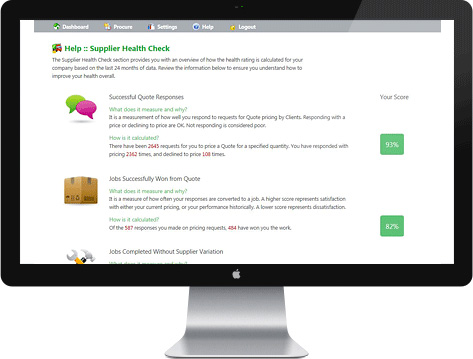 Dashboard Procure Settings Help Logout
Help :: Supplier Health Check
The Supplier Health Check section provides you with an overview of how the health rating is calculated for your
company based on the last 24 months of data. Review the information below to ensure you understand how to
improve your health overall.
Successful Quote Responses Your Score
What does it measure and why?
It is a measurement of how well you respond to requests for Quote pricing by Clients. Responding with a
price or declining to price are OK. Not responding is considered poor.
How is it calculated?
There have been 2645 requests for you to price a Quote for a specified quantity. You have responded with
pricing 2362 times, and declined to price 108 times.
93%
Jobs Successfully Won from Quote
What does it measure and why?
It is a measure of how often your responses are converted to a job. A higher score represents satisfaction
with either your current pricing, or your performance historically. A lower score represents dissatisfaction.
How is it calculated?
Of the 587 responses you made on pricing requests, 484 have won you the work.
82%
Jobs Completed Without Supplier Variation
What does it measure and why?